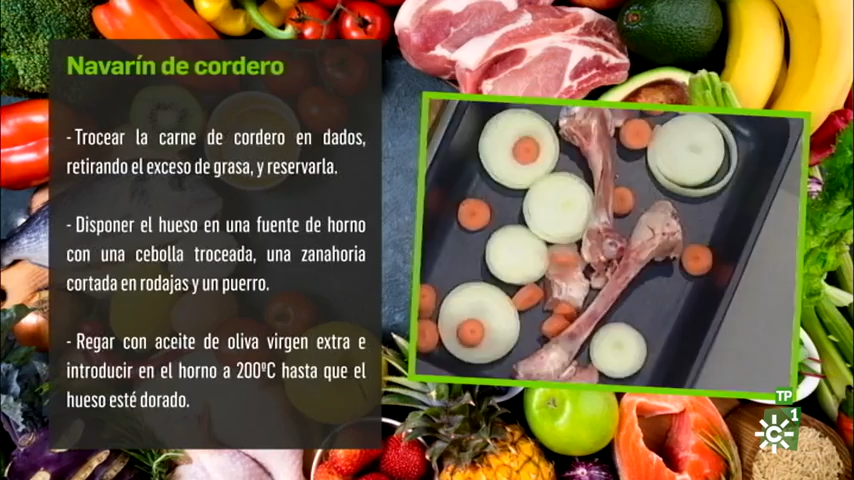 Navarín de cordero
- Trocear la carne de cordero en dados,
retirando el exceso de grasa, y reservarla.
- Disponer el hueso en una fuente de horno
con una cebolla troceada, una zanahoria
cortada en rodajas y un puerro.
- Regar con aceite de oliva virgen extra e
introducir en el horno a 200ºC hasta que el
hueso esté dorado.
TP
1